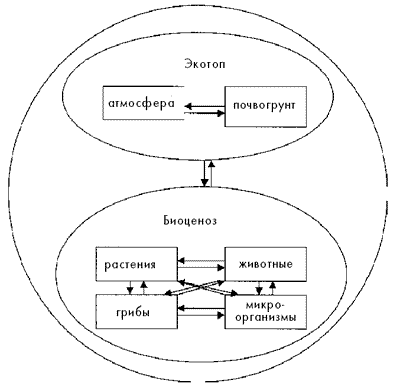 Экотоп
атмосфера
почвогрунт
Биоценоз
растения
животные
грибы
микро-
организмы